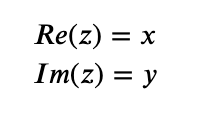 Re(z) = x
Im(z) = y